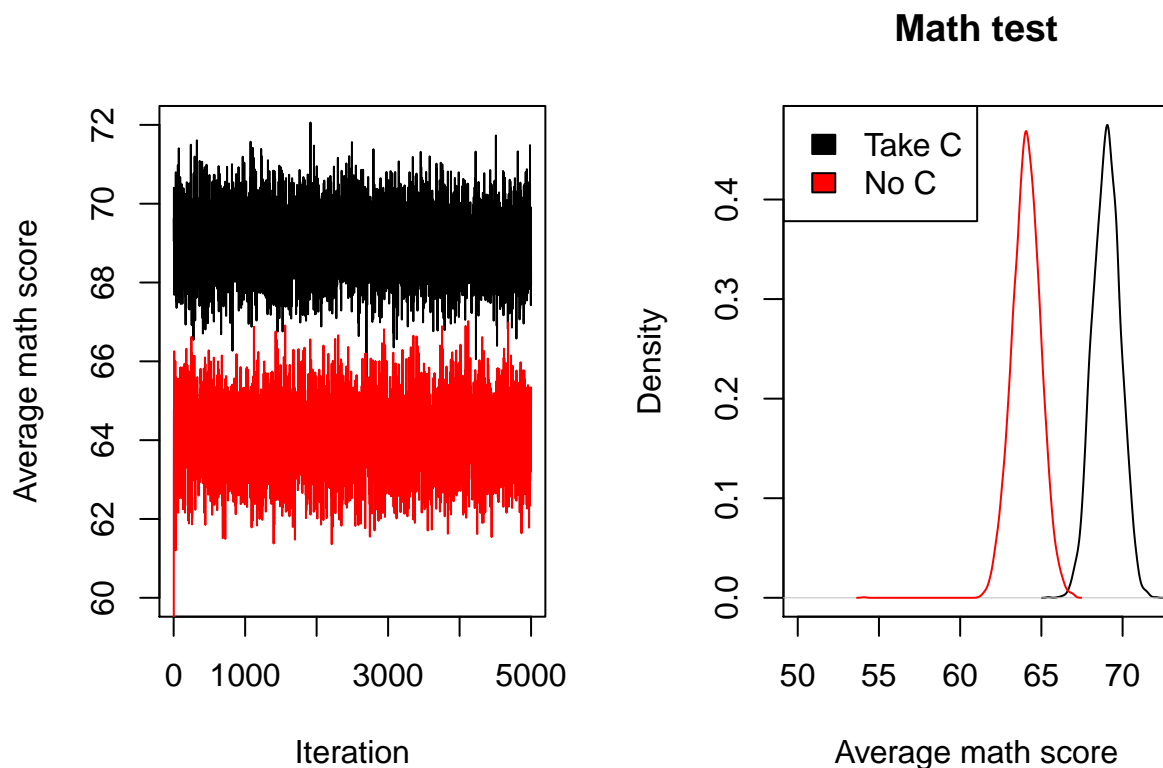 Average math score
72
70
68
66
64
62
60
0 1000 3000 5000
Iteration
Math test
Take C
No C
Density
0.4
0.3
0.2
0.1
0.0
50 55 60 65 70
Average math score